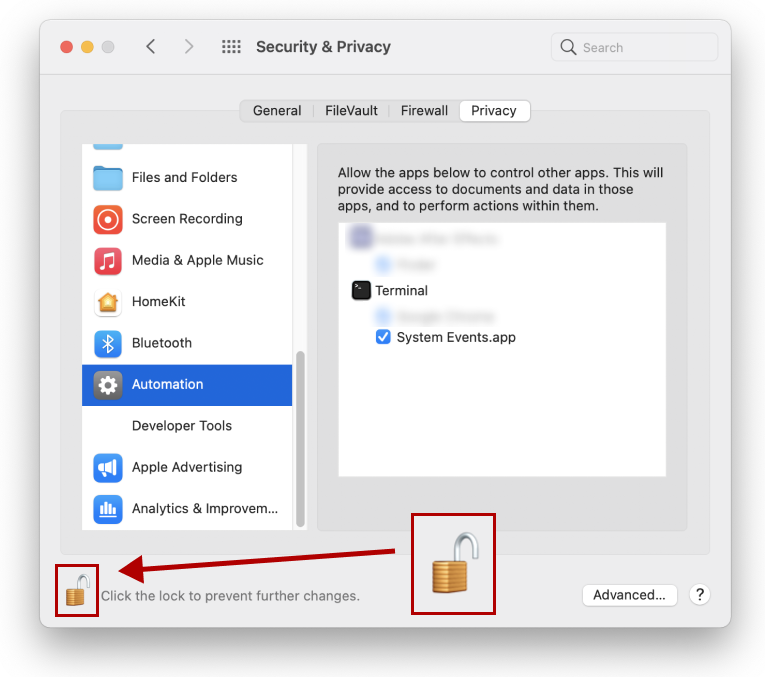 Security & Privacy
Search
General
FileVault
Firewall
Privacy
Files and Folders
Screen Recording
Media & Apple Music
HomeKit
Bluetooth
Automation
Developer Tools
Apple Advertising
Analytics & Improvem...
Allow the apps below to control other apps. This will
provide access to documents and data in those
apps, and to perform actions within them.
Terminal
System Events.app
Click the lock to prevent further changes.
Advanced...
?